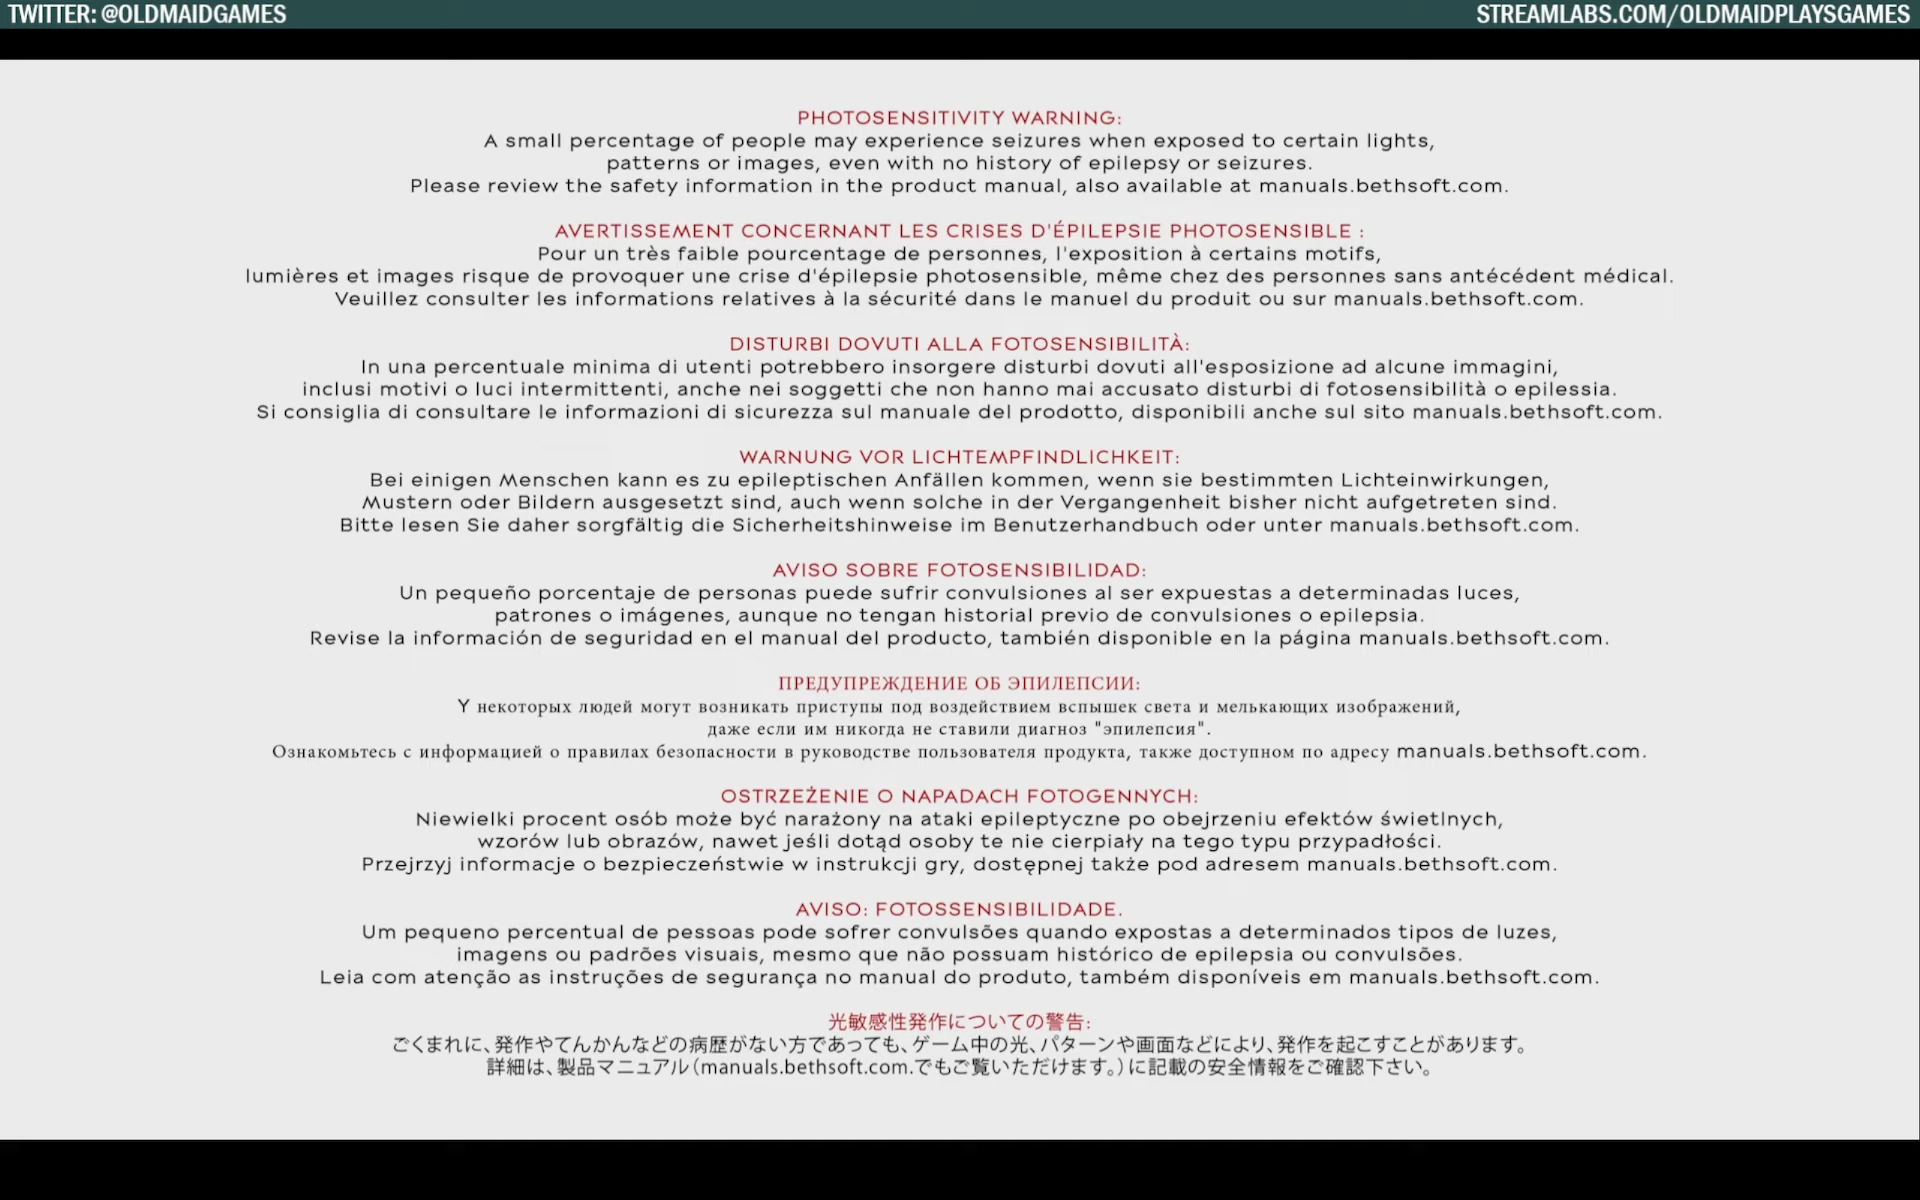 TWITTER: @OLDMAIDGAMES
STREAMLABS.COM/OLDMAIDPLAYSGAMES
PHOTOSENSITIVITY WARNING:
A small percentage of people may experience seizures when exposed to certain lights,
patterns or images, even with no history of epilepsy or seizures.
Please review the safety information in the product manual, also available at manuals.bethsoft.com.
AVERTISSEMENT CONCERNANT LES CRISES D'ÉPILEPSIE PHOTOSENSIBLE :
Pour un très faible pourcentage de personnes, l'exposition à certains motifs,
lumières et images risque de provoquer une crise d'épilepsie photosensible, même chez des personnes sans antécédent médical.
Veuillez consulter les informations relatives à la sécurité dans le manuel du produit ou sur manuals.bethsoft.com.
DISTURBI DOVUTI ALLA FOTOSENSIBILITÀ:
In una percentuale minima di utenti potrebbero insorgere disturbi dovuti all'esposizione ad alcune immagini,
inclusi motivi o luci intermittenti, anche nei soggetti che non hanno mai accusato disturbi di fotosensibilità o epilessia.
Si consiglia di consultare le informazioni di sicurezza sul manuale del prodotto, disponibili anche sul sito manuals.bethsoft.com.
WARNUNG VOR LICHTEMPFINDLICHKEIT:
Bei einigen Menschen kann es zu epileptischen Anfällen kommen, wenn sie bestimmten Lichteinwirkungen,
Mustern oder Bildern ausgesetzt sind, auch wenn solche in der Vergangenheit bisher nicht aufgetreten sind.
Bitte lesen Sie daher sorgfältig die Sicherheitshinweise im Benutzerhandbuch oder unter manuals.bethsoft.com.
AVISO SOBRE FOTOSENSIBILIDAD:
Un pequeño porcentaje de personas puede sufrir convulsiones al ser expuestas a determinadas luces,
patrones o imágenes, aunque no tengan historial previo de convulsiones o epilepsia.
Revise la información de seguridad en el manual del producto, también disponible en la página manuals.bethsoft.com.
ПРЕДУПРЕЖДЕНИЕ ОБ ЭПИЛЕПСИИ:
Y некоторых людей могут возникать приступы под воздействием вспышек света и мелькающих изображений,
даже если им никогда не ставили диагноз "эпилепсия".
Ознакомьтесь с информацией о правилах безопасности в руководстве пользователя продукта, также доступном по адресу manuals.bethsoft.com.
OSTRZEŻENIE O NAPADACH FOTOGENNYCH:
Niewielki procent osób może być narażony na ataki epileptyczne po obejrzeniu efektów świetlnych,
wzorów lub obrazów, nawet jeśli dotąd osoby te nie cierpiały na tego typu przypadłości.
Przejrzyj informacje o bezpieczeństwie w instrukcji gry, dostępnej także pod adresem manuals.bethsoft.com.
AVISO: FOTOSSENSIBILIDADE.
Um pequeno percentual de pessoas pode sofrer convulsões quando expostas a determinados tipos de luzes,
imagens ou padrões visuais, mesmo que não possuam histórico de epilepsia ou convulsões.
Leia com atenção as instruções de segurança no manual do produto, também disponíveis em manuals.bethsoft.com.
光敏感性発作についての警告:
ごくまれに、発作やてんかんなどの病歴がない方であっても、ゲーム中の光、パターンや画面などにより、発作を起こすことがあります。
詳細は、製品マニュアル（manuals.bethsoft.com.でもご覧いただけます。）に記載の安全情報をご確認下さい。